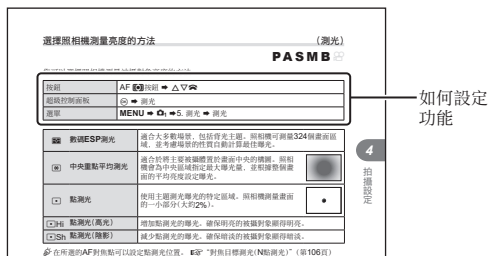 選擇照相機測量亮度的方法 (測光)
PASMB
按鈕 AF 按鈕 ➡ △▽
超級控制面板 ➡ 測光
選單 MENU ➡ ➡ 5. 測光 ➡ 測光
如何設定
功能
數碼ESP測光 適合大多數場景，包括背光主題。照相機可測量324個畫面區
域，並考慮場景的性質自動計算最佳曝光。
中央重點平均測光 適合於將主要被攝體置於畫面中央的構圖。照相
機會為中央區域指定最大曝光量，並根據整個畫
面的平均亮度設定曝光。
點測光 使用主題測光曝光的特定區域。照相機測量畫面
的一小部分(大約2%)。
Hi 點測光(高光) 增加點測光的曝光。確保明亮的被攝對象顯得明亮。
Sh 點測光(陰影) 減少點測光的曝光。確保暗淡的被攝對象顯得暗淡。
在所選的AF對焦點可以設定點測光位置。 “對焦目標測光(N點測光)” (第106頁)
4
拍攝設定